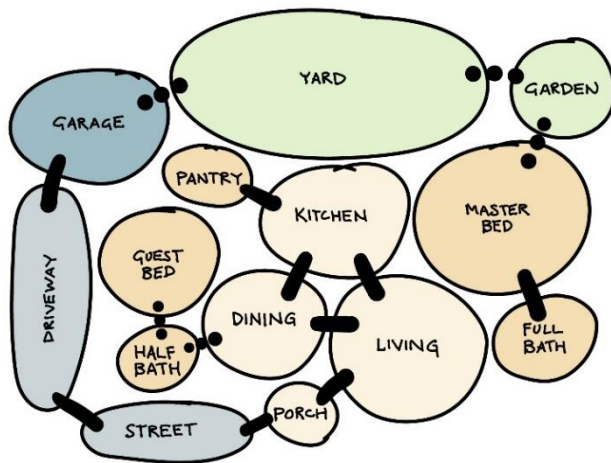 YARD
GARDEN
GARAGE
PANTRY
KITCHEN
MASTER
BED
GUEST
BED
DRIVEWAY
DINING
LIVING
FULL
BATH
HALF
BATH
PORCH
STREET